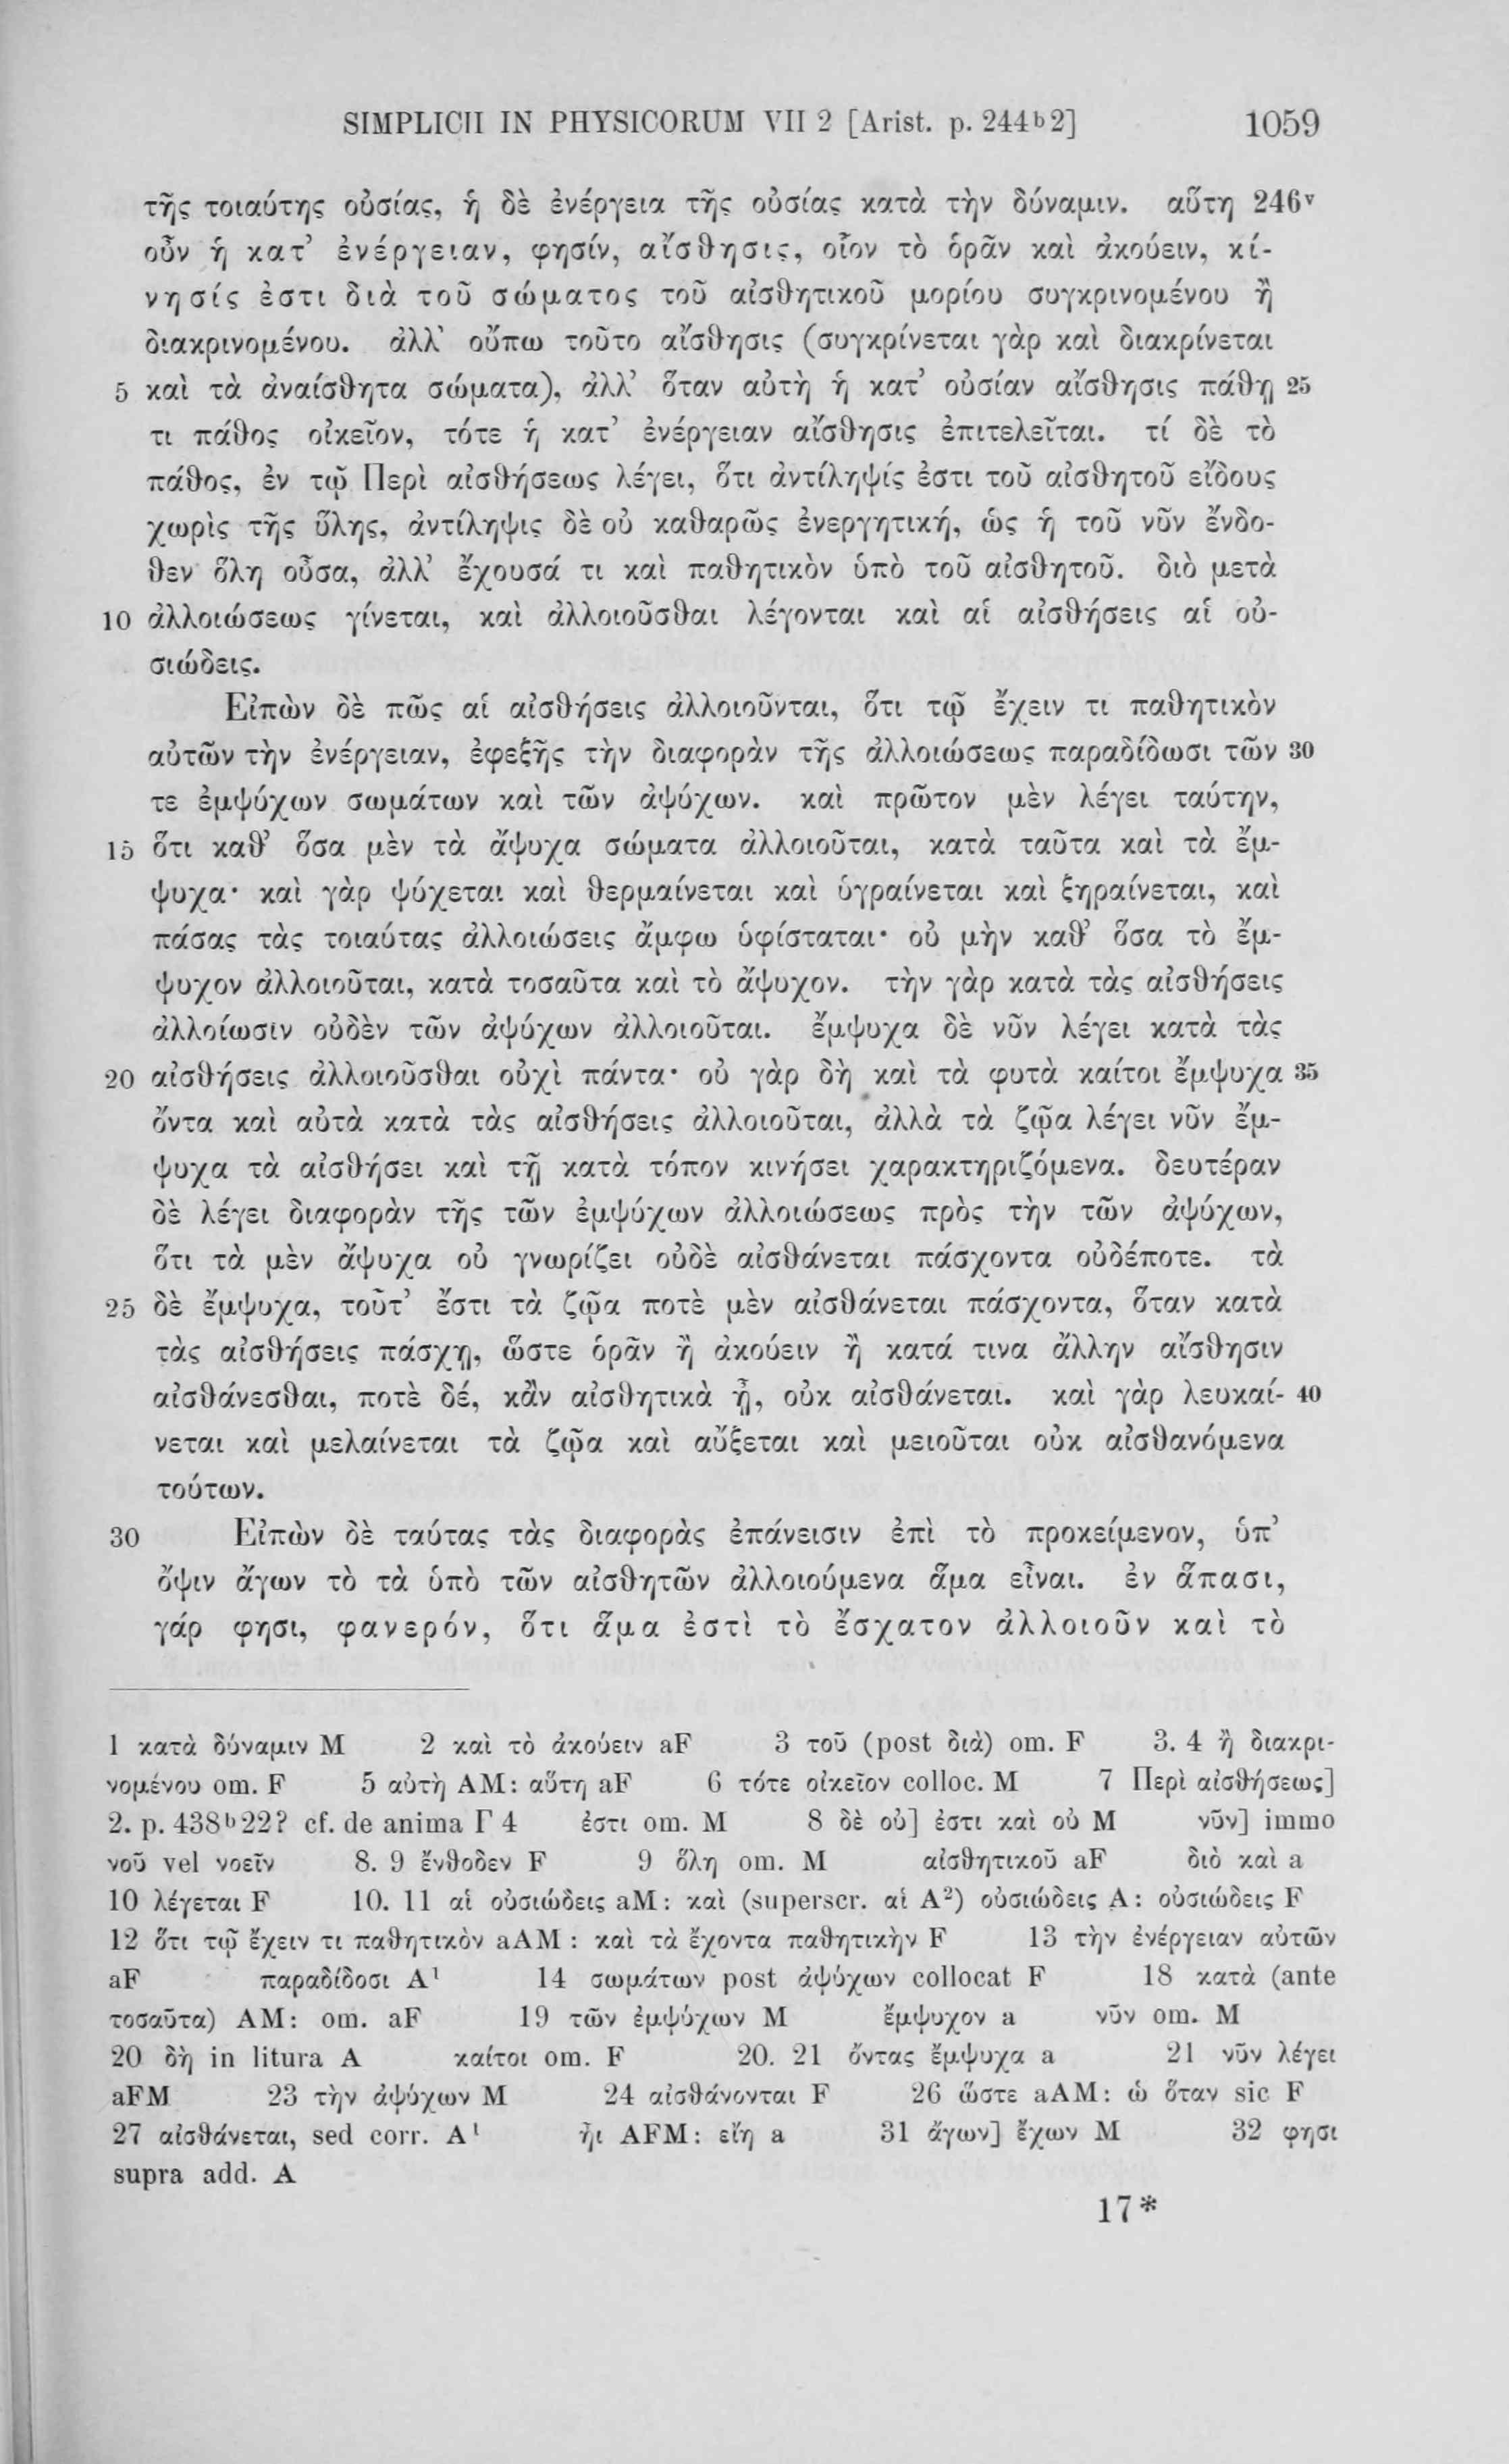 SIMPLICII IN PHYSICORUM VII 2 [Arist. p. 244ᵇ2] 1059
τῆς τοιαύτης οὐσίας, ἡ δὲ ἐνέργεια τῆς οὐσίας κατὰ τὴν δύναμιν. αὕτη 246ᵛ
οὖν ἡ κατ’ ἐνέργειαν, φησίν, αἴσθησις, οἷον τὸ ὁρᾶν καὶ ἀκούειν, κί-
νησίς ἐστι διὰ τοῦ σώματος τοῦ αἰσθητικοῦ μορίου συγκρινομένου ἢ
διακρινομένου. ἀλλ’ οὔπω τοῦτο αἴσθησις (συγκρίνεται γὰρ καὶ διακρίνεται
5 καὶ τὰ ἀναίσθητα σώματα), ἀλλ’ ὅταν αὐτὴ ἡ κατ’ οὐσίαν αἴσθησις πάθῃ 25
τι πάθος οἰκεῖον, τότε ἡ κατ’ ἐνέργειαν αἴσθησις ἐπιτελεῖται. τί δὲ τὸ
πάθος, ἐν τῷ Περὶ αἰσθήσεως λέγει, ὅτι ἀντίληψίς ἐστι τοῦ αἰσθητοῦ εἴδους
χωρὶς τῆς ὕλης, ἀντίληψις δὲ οὐ καθαρῶς ἐνεργητική, ὡς ἡ τοῦ νῦν ἔνδο-
θεν ὅλη οὖσα, ἀλλ’ ἔχουσά τι καὶ παθητικὸν ὑπὸ τοῦ αἰσθητοῦ. διὸ μετὰ
10 ἀλλοιώσεως γίνεται, καὶ ἀλλοιοῦσθαι λέγονται καὶ αἱ αἰσθήσεις αἱ οὐ-
σιώδεις.
Εἰπὼν δὲ πῶς αἱ αἰσθήσεις ἀλλοιοῦνται, ὅτι τῷ ἔχειν τι παθητικὸν
αὐτῶν τὴν ἐνέργειαν, ἐφεξῆς τὴν διαφορὰν τῆς ἀλλοιώσεως παραδίδωσι τῶν 30
τε ἐμψύχων σωμάτων καὶ τῶν ἀψύχων. καὶ πρῶτον μὲν λέγει ταύτην,
15 ὅτι καθ’ ὅσα μὲν τὰ ἄψυχα σώματα ἀλλοιοῦται, κατὰ ταῦτα καὶ τὰ ἔμ-
ψυχα· καὶ γὰρ ψύχεται καὶ θερμαίνεται καὶ ὑγραίνεται καὶ ξηραίνεται, καὶ
πάσας τὰς τοιαύτας ἀλλοιώσεις ἄμφω ὑφίσταται· οὐ μὴν καθ’ ὅσα τὸ ἔμ-
ψυχον ἀλλοιοῦται, κατὰ τοσαῦτα καὶ τὸ ἄψυχον. τὴν γὰρ κατὰ τὰς αἰσθήσεις
ἀλλοίωσιν οὐδὲν τῶν ἀψύχων ἀλλοιοῦται. ἔμψυχα δὲ νῦν λέγει κατὰ τὰς
20 αἰσθήσεις ἀλλοιοῦσθαι οὐχὶ πάντα· οὐ γὰρ δὴ καὶ τὰ φυτὰ καίτοι ἔμψυχα 35
ὄντα καὶ αὐτὰ κατὰ τὰς αἰσθήσεις ἀλλοιοῦται, ἀλλὰ τὰ ζῷα λέγει νῦν ἔμ-
ψυχα τὰ αἰσθήσει καὶ τῇ κατὰ τόπον κινήσει χαρακτηριζόμενα. δευτέραν
δὲ λέγει διαφορὰν τῆς τῶν ἐμψύχων ἀλλοιώσεως πρὸς τὴν τῶν ἀψύχων,
ὅτι τὰ μὲν ἄψυχα οὐ γνωρίζει οὐδὲ αἰσθάνεται πάσχοντα οὐδέποτε. τὰ
25 δὲ ἔμψυχα, τοῦτ’ ἔστι τὰ ζῷα ποτὲ μὲν αἰσθάνεται πάσχοντα, ὅταν κατὰ
τὰς αἰσθήσεις πάσχῃ, ὥστε ὁρᾶν ἢ ἀκούειν ἢ κατά τινα ἄλλην αἴσθησιν
αἰσθάνεσθαι, ποτὲ δέ, κἂν αἰσθητικὰ ᾖ, οὐκ αἰσθάνεται. καὶ γὰρ λευκαί- 40
νεται καὶ μελαίνεται τὰ ζῷα καὶ αὔξεται καὶ μειοῦται οὐκ αἰσθανόμενα
τούτων.
30 Εἰπὼν δὲ ταύτας τὰς διαφορὰς ἐπάνεισιν ἐπὶ τὸ προκείμενον, ὑπ’
ὄψιν ἄγων τὸ τὰ ὑπὸ τῶν αἰσθητῶν ἀλλοιούμενα ἅμα εἶναι. ἐν ἅπασι,
γάρ φησι, φανερόν, ὅτι ἅμα ἐστὶ τὸ ἔσχατον ἀλλοιοῦν καὶ τὸ
1 κατὰ δύναμιν M 2 καὶ τὸ ἀκούειν aF 3 τοῦ (post διὰ) om. F 3. 4 ἢ διακρι-
νομένου om. F 5 αὐτὴ AM: αὕτη aF 6 τότε οἰκεῖον colloc. M 7 Περὶ αἰσθήσεως]
2. p. 438ᵇ22? cf. de anima Γ 4 ἐστι om. M 8 δὲ οὐ] ἐστι καὶ οὐ M νῦν] immo
νοῦ vel νοεῖν 8. 9 ἔνθοδεν F 9 ὅλη om. M αἰσθητικοῦ aF διὸ καὶ a
10 λέγεται F 10. 11 αἱ οὐσιώδεις aM: καὶ (superscr. αἱ A²) οὐσιώδεις A: οὐσιώδεις F
12 ὅτι τῷ ἔχειν τι παθητικὸν aAM: καὶ τὰ ἔχοντα παθητικὴν F 13 τὴν ἐνέργειαν αὐτῶν
aF παραδίδοσι A¹ 14 σωμάτων post ἀψύχων collocat F 18 κατὰ (ante
τοσαῦτα) AM: om. aF 19 τῶν ἐμψύχων M ἔμψυχον a νῦν om. M
20 δὴ in litura A καίτοι om. F 20. 21 ὄντας ἔμψυχα a 21 νῦν λέγει
aFM 23 τὴν ἀψύχων M 24 αἰσθάνονται F 26 ὥστε aAM: ὡ ὅταν sic F
27 αἰσθάνεται, sed corr. A¹ ἦι AFM: εἴη a 31 ἄγων] ἔχων M 32 φησι
supra add. A
17*